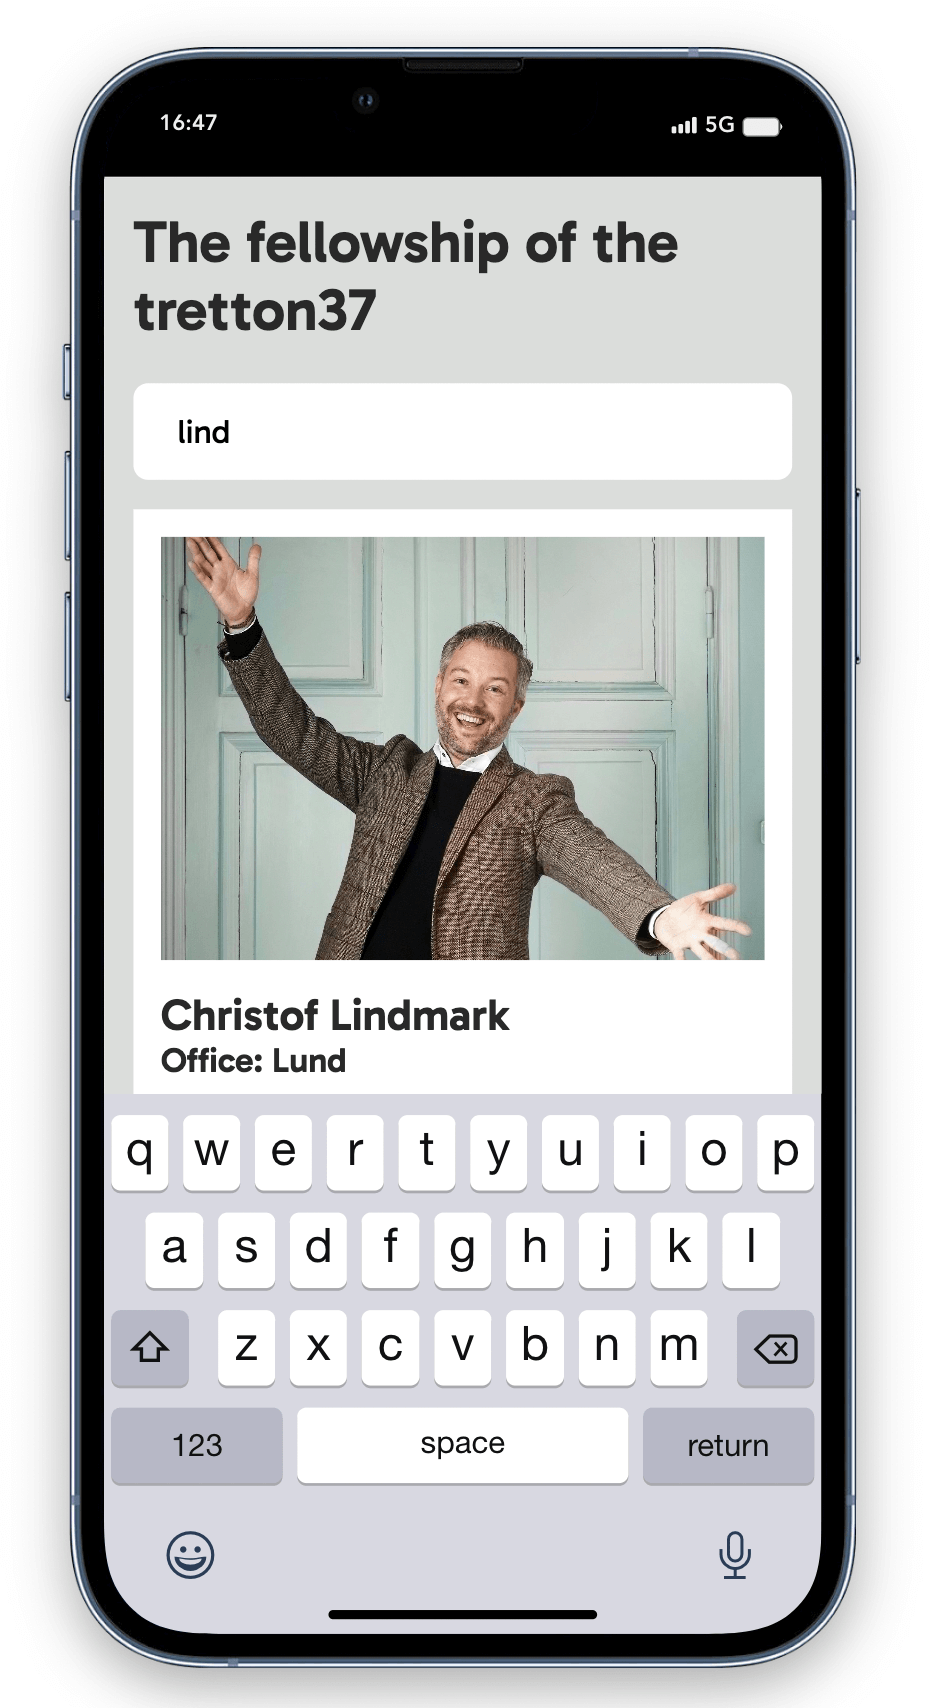 16:47
5G
The fellowship of the
tretton37
lind
Christof Lindmark
Office: Lund
q w e r t y u i o p
a s d f g h j k l
z x c v b n m
123 space return